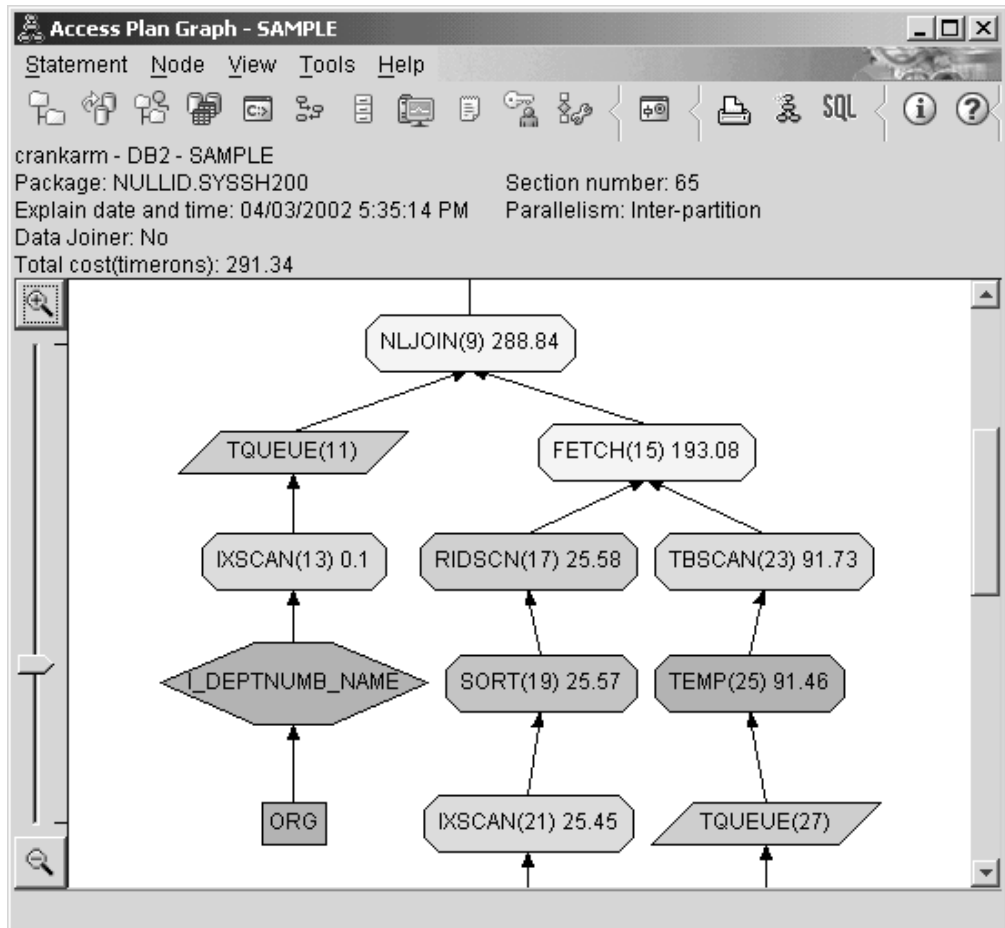 Access Plan Graph - SAMPLE
Statement Node View Tools Help
C:> SQL i ?
crankarm - DB2 - SAMPLE
Package: NULLID.SYSSH200 Section number: 65
Explain date and time: 04/03/2002 5:35:14 PM Parallelism: Inter-partition
Data Joiner: No
Total cost(timerons): 291.34
NLJOIN(9) 288.84
TQUEUE(11) FETCH(15) 193.08
IXSCAN(13) 0.1 RIDSCN(17) 25.58 TBSCAN(23) 91.73
I_DEPTNUMB_NAME SORT(19) 25.57 TEMP(25) 91.46
ORG IXSCAN(21) 25.45 TQUEUE(27)